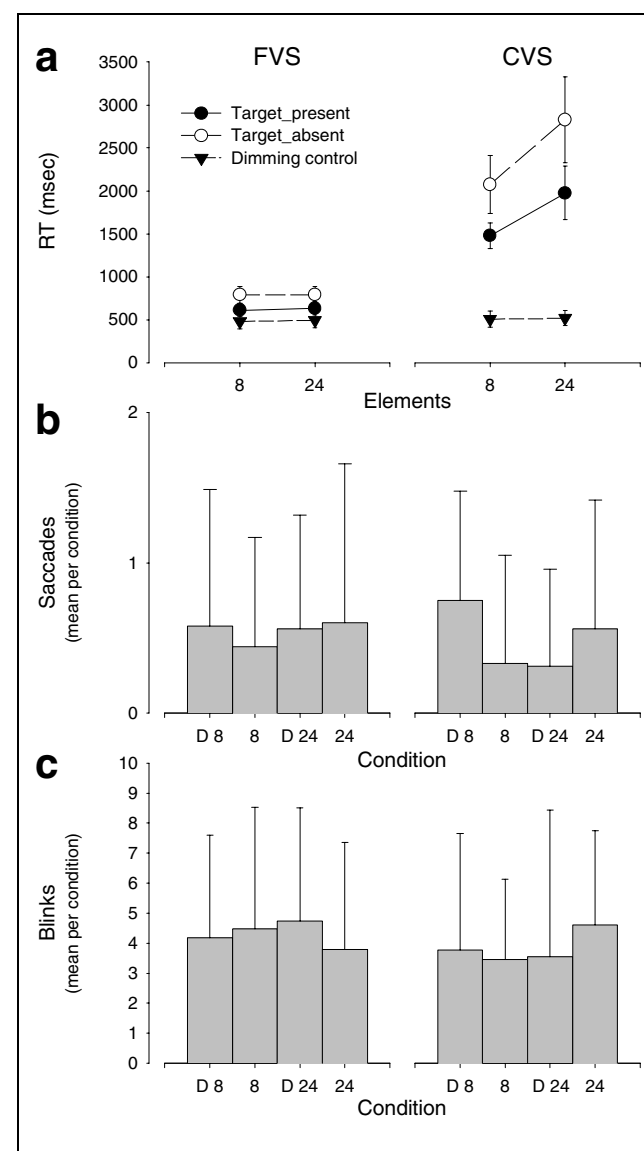 a
FVS
CVS
3500
3000
2500
2000
1500
1000
500
0
RT (msec)
Target_present
Target_absent
Dimming control
8
24
8
24
Elements
b
2
1
0
Saccades
(mean per condition)
D 8
8
D 24
24
D 8
8
D 24
24
Condition
c
10
9
8
7
6
5
4
3
2
1
0
Blinks
(mean per condition)
D 8
8
D 24
24
D 8
8
D 24
24
Condition